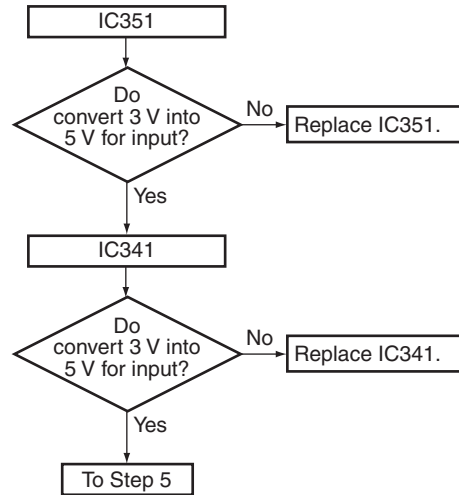 IC351
Do
convert 3 V into
5 V for input?
No
Replace IC351.
Yes
IC341
Do
convert 3 V into
5 V for input?
No
Replace IC341.
Yes
To Step 5